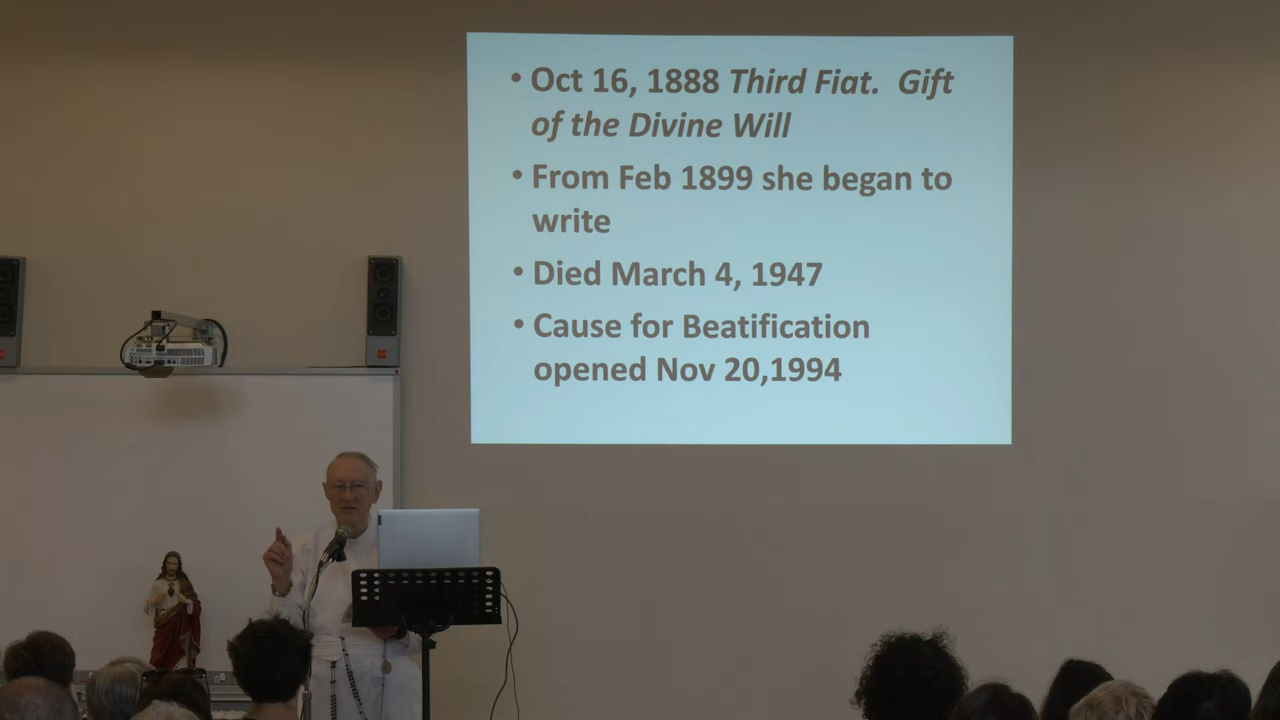 • Oct 16, 1888 Third Fiat.  Gift
of the Divine Will
• From Feb 1899 she began to
write
• Died March 4, 1947
• Cause for Beatification
opened Nov 20,1994